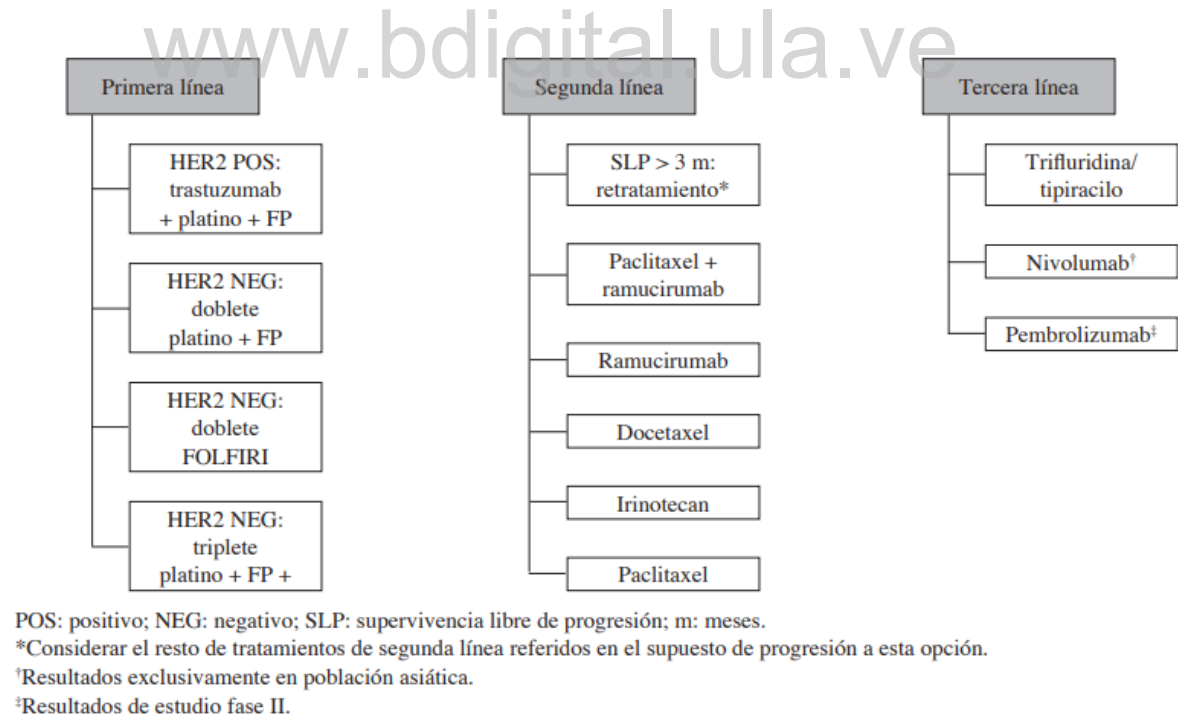 www.bdigital.ula.ve
Primera línea
HER2 POS:
trastuzumab
+ platino + FP
HER2 NEG:
doblete
platino + FP
HER2 NEG:
doblete
FOLFIRI
HER2 NEG:
triplete
platino + FP +
Segunda línea
SLP > 3 m:
retratamiento*
Paclitaxel +
ramucirumab
Ramucirumab
Docetaxel
Irinotecan
Paclitaxel
Tercera línea
Trifluridina/
tipiracilo
Nivolumab†
Pembrolizumab‡
POS: positivo; NEG: negativo; SLP: supervivencia libre de progresión; m: meses.
*Considerar el resto de tratamientos de segunda línea referidos en el supuesto de progresión a esta opción.
†Resultados exclusivamente en población asiática.
‡Resultados de estudio fase II.